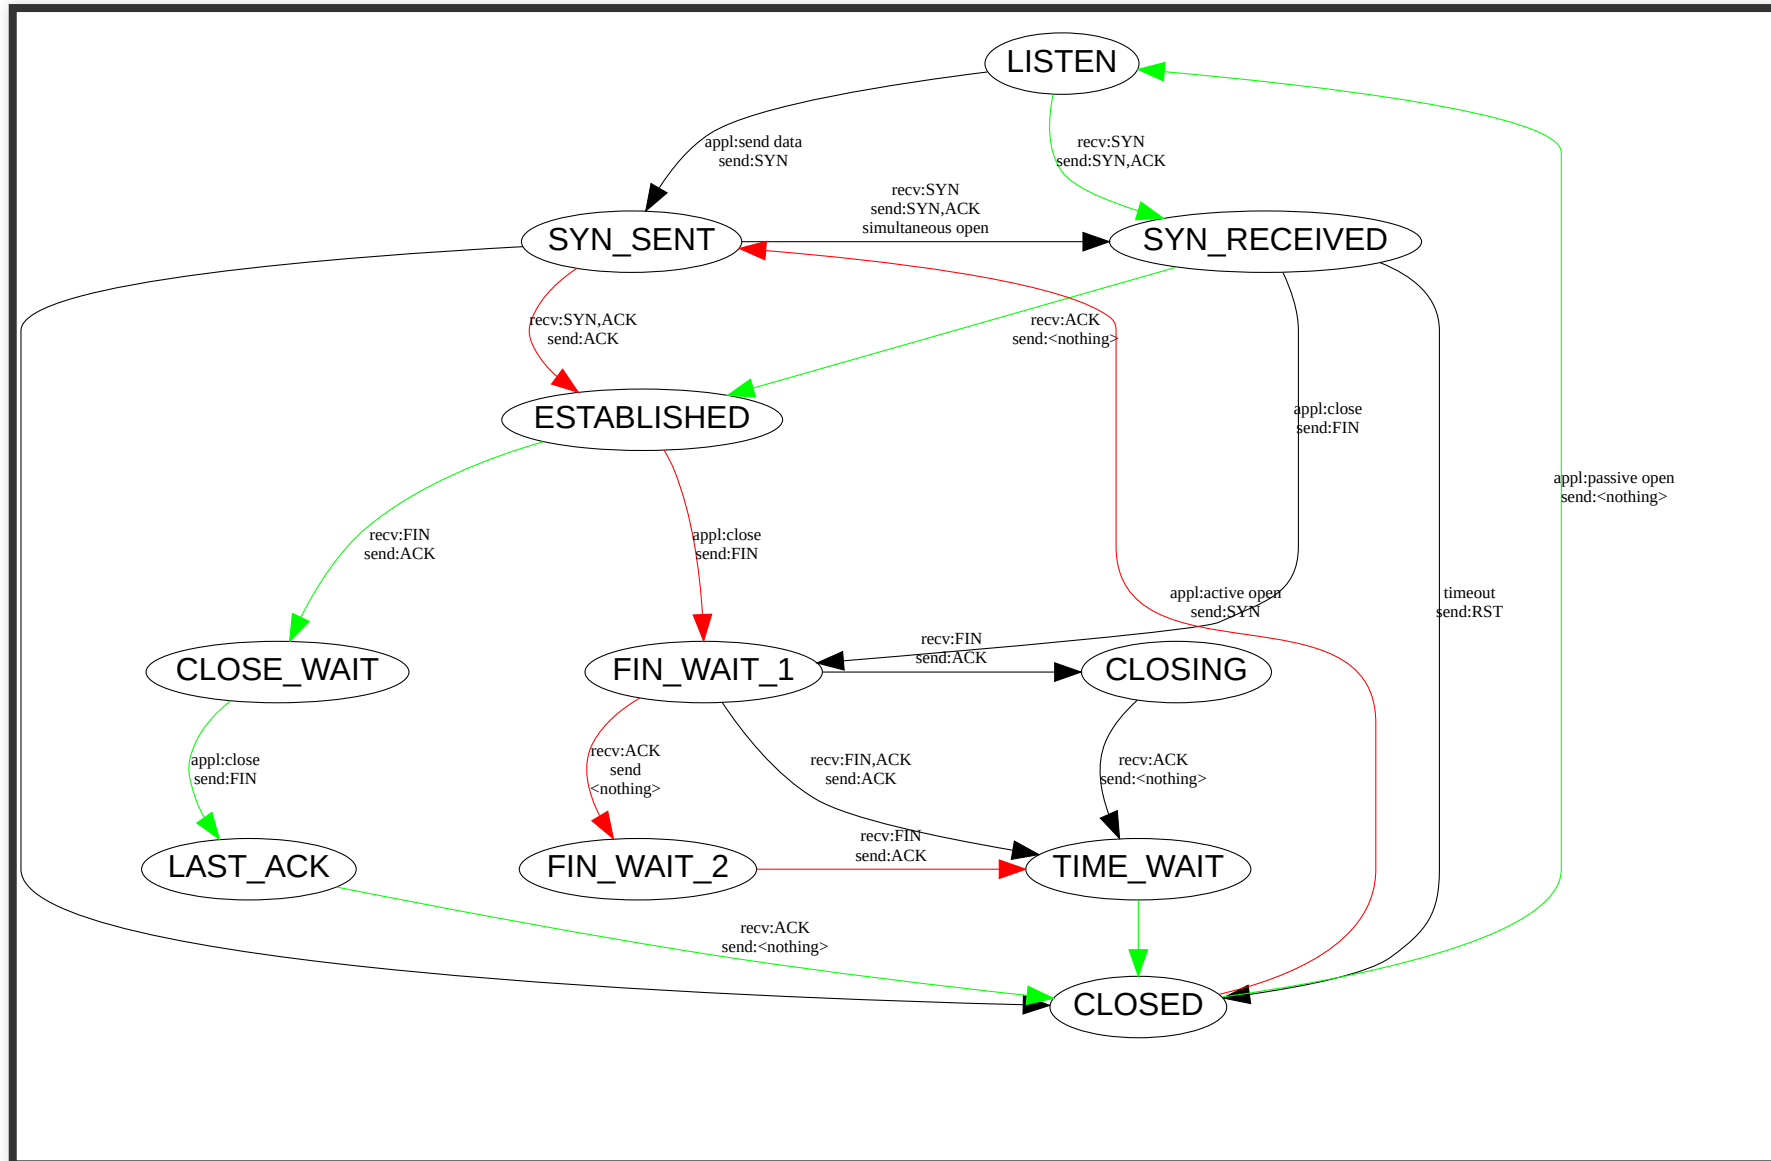 LISTEN
appl:send data
send:SYN
recv:SYN
send:SYN,ACK
recv:SYN
send:SYN,ACK
simultaneous open
SYN_SENT
SYN_RECEIVED
recv:SYN,ACK
send:ACK
recv:ACK
send:<nothing>
ESTABLISHED
appl:close
send:FIN
appl:passive open
send:<nothing>
recv:FIN
send:ACK
appl:close
send:FIN
appl:active open
send:SYN
timeout
send:RST
recv:FIN
send:ACK
CLOSE_WAIT
FIN_WAIT_1
CLOSING
appl:close
send:FIN
recv:ACK
send
<nothing>
recv:FIN,ACK
send:ACK
recv:ACK
send:<nothing>
recv:FIN
send:ACK
LAST_ACK
FIN_WAIT_2
TIME_WAIT
recv:ACK
send:<nothing>
CLOSED